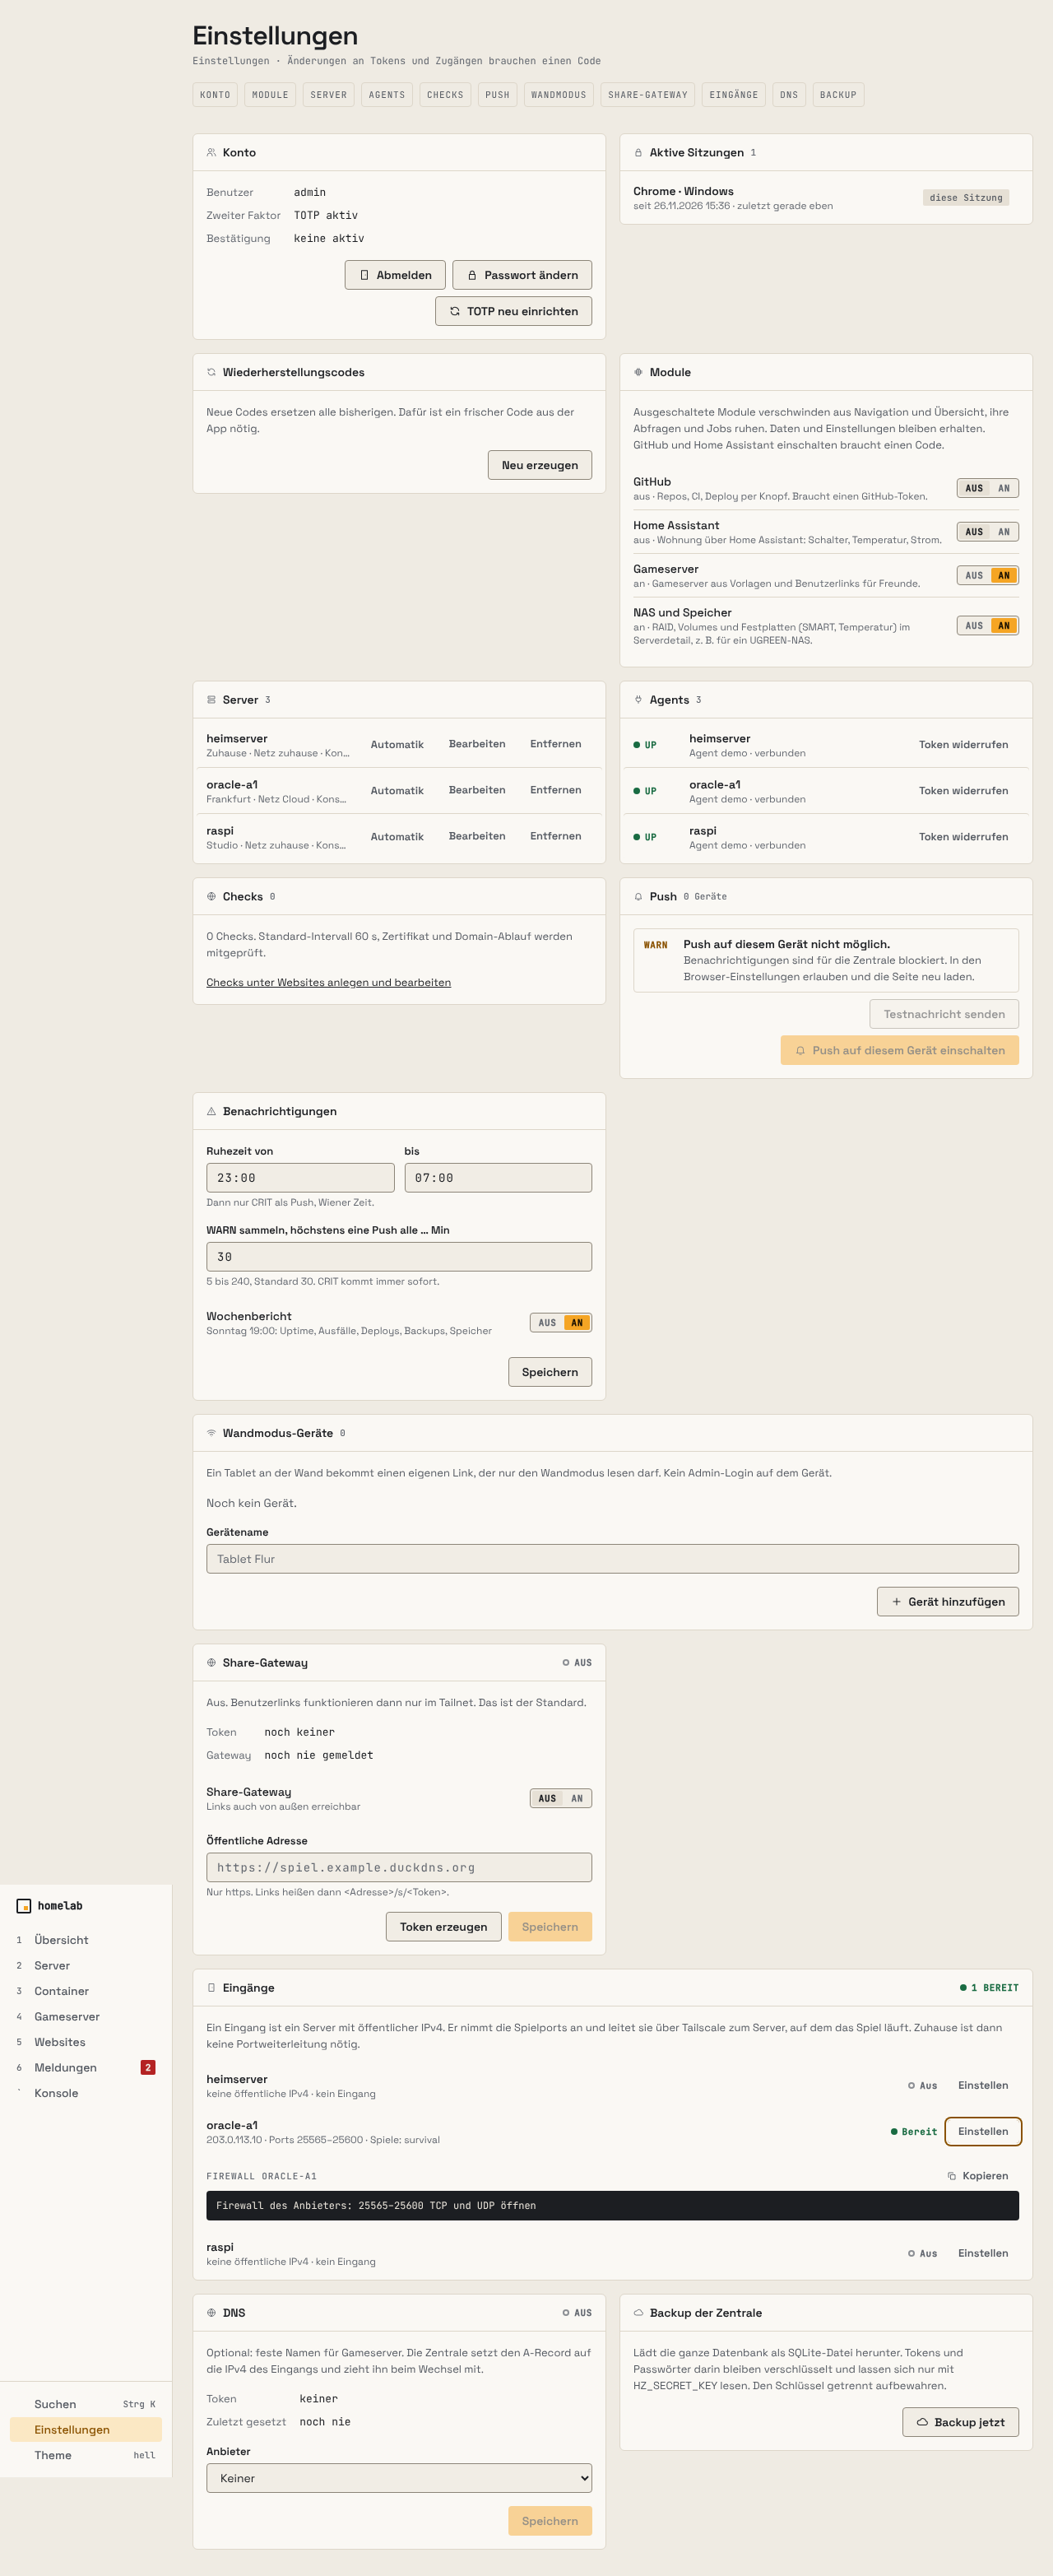 Einstellungen
Einstellungen · Änderungen an Tokens und Zugängen brauchen einen Code
KONTO MODULE SERVER AGENTS CHECKS PUSH WANDMODUS SHARE-GATEWAY EINGÄNGE DNS BACKUP
Konto
Benutzer admin
Zweiter Faktor TOTP aktiv
Bestätigung keine aktiv
Abmelden Passwort ändern
TOTP neu einrichten
Aktive Sitzungen 1
Chrome · Windows
seit 26.11.2026 15:36 · zuletzt gerade eben
diese Sitzung
Wiederherstellungscodes
Neue Codes ersetzen alle bisherigen. Dafür ist ein frischer Code aus der
App nötig.
Neu erzeugen
Module
Ausgeschaltete Module verschwinden aus Navigation und Übersicht, ihre
Abfragen und Jobs ruhen. Daten und Einstellungen bleiben erhalten.
GitHub und Home Assistant einschalten braucht einen Code.
GitHub
aus · Repos, CI, Deploy per Knopf. Braucht einen GitHub-Token.
AUS AN
Home Assistant
aus · Wohnung über Home Assistant: Schalter, Temperatur, Strom.
AUS AN
Gameserver
an · Gameserver aus Vorlagen und Benutzerlinks für Freunde.
AUS AN
NAS und Speicher
an · RAID, Volumes und Festplatten (SMART, Temperatur) im
Serverdetail, z. B. für ein UGREEN-NAS.
AUS AN
Server 3
heimserver
Zuhause · Netz zuhause · Kon…
Automatik Bearbeiten Entfernen
oracle-a1
Frankfurt · Netz Cloud · Kons…
Automatik Bearbeiten Entfernen
raspi
Studio · Netz zuhause · Kons…
Automatik Bearbeiten Entfernen
Agents 3
UP heimserver
Agent demo · verbunden
Token widerrufen
UP oracle-a1
Agent demo · verbunden
Token widerrufen
UP raspi
Agent demo · verbunden
Token widerrufen
Checks 0
0 Checks. Standard-Intervall 60 s, Zertifikat und Domain-Ablauf werden
mitgeprüft.
Checks unter Websites anlegen und bearbeiten
Push 0 Geräte
WARN Push auf diesem Gerät nicht möglich.
Benachrichtigungen sind für die Zentrale blockiert. In den
Browser-Einstellungen erlauben und die Seite neu laden.
Testnachricht senden
Push auf diesem Gerät einschalten
Benachrichtigungen
Ruhezeit von bis
23:00 07:00
Dann nur CRIT als Push, Wiener Zeit.
WARN sammeln, höchstens eine Push alle … Min
30
5 bis 240, Standard 30. CRIT kommt immer sofort.
Wochenbericht
Sonntag 19:00: Uptime, Ausfälle, Deploys, Backups, Speicher
AUS AN
Speichern
Wandmodus-Geräte 0
Ein Tablet an der Wand bekommt einen eigenen Link, der nur den Wandmodus lesen darf. Kein Admin-Login auf dem Gerät.
Noch kein Gerät.
Gerätename
Tablet Flur
Gerät hinzufügen
Share-Gateway AUS
Aus. Benutzerlinks funktionieren dann nur im Tailnet. Das ist der Standard.
Token noch keiner
Gateway noch nie gemeldet
Share-Gateway
Links auch von außen erreichbar
AUS AN
Öffentliche Adresse
https://spiel.example.duckdns.org
Nur https. Links heißen dann <Adresse>/s/<Token>.
Token erzeugen Speichern
homelab
1 Übersicht
2 Server
3 Container
4 Gameserver
5 Websites
6 Meldungen 2
` Konsole
Suchen Strg K
Einstellungen
Theme hell
Eingänge 1 BEREIT
Ein Eingang ist ein Server mit öffentlicher IPv4. Er nimmt die Spielports an und leitet sie über Tailscale zum Server, auf dem das Spiel läuft. Zuhause ist dann
keine Portweiterleitung nötig.
heimserver
keine öffentliche IPv4 · kein Eingang
Aus Einstellen
oracle-a1
203.0.113.10 · Ports 25565–25600 · Spiele: survival
Bereit Einstellen
FIREWALL ORACLE-A1 Kopieren
Firewall des Anbieters: 25565–25600 TCP und UDP öffnen
raspi
keine öffentliche IPv4 · kein Eingang
Aus Einstellen
DNS AUS
Optional: feste Namen für Gameserver. Die Zentrale setzt den A-Record auf
die IPv4 des Eingangs und zieht ihn beim Wechsel mit.
Token keiner
Zuletzt gesetzt noch nie
Anbieter
Keiner
Speichern
Backup der Zentrale
Lädt die ganze Datenbank als SQLite-Datei herunter. Tokens und
Passwörter darin bleiben verschlüsselt und lassen sich nur mit
HZ_SECRET_KEY lesen. Den Schlüssel getrennt aufbewahren.
Backup jetzt